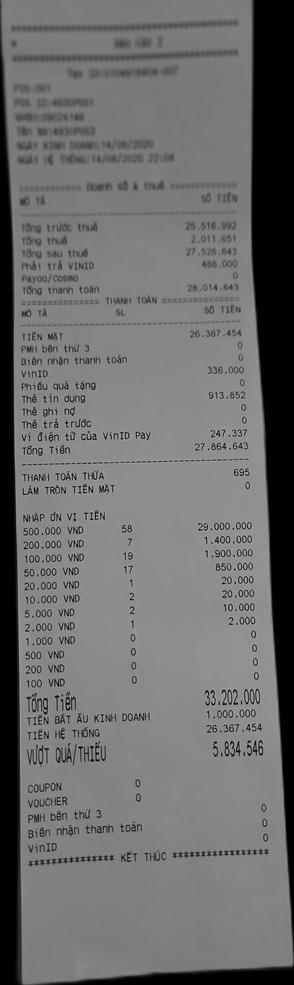 ****************************************
* Báo Cáo Z
****************************************
POS:001
POS ID:4930P001
NVBH:09024146
Tên NV:4930P053
NGÀY KINH DOANH:14/08/2020
NGÀY HỆ THỐNG:14/08/2020 22:08
============ Doanh số & thuế =============
MÔ TẢ SỐ TIỀN
------------------------------------------
Tổng trước thuế 25.516.992
Tổng thuế 2.011.651
Tổng sau thuế 27.528.643
Phải trả VINID 486.000
Payoo/Cosmo 0
Tổng thanh toán 28.014.643
============== THANH TOÁN ==============
MÔ TẢ SL SỐ TIỀN
------------------------------------------
TIỀN MẶT 26.367.454
PMH bên thứ 3 0
Biên nhận thanh toán 0
VinID 336.000
Phiếu quà tặng 0
Thẻ tín dụng 913.852
Thẻ ghi nợ 0
Thẻ trả trước 0
Ví điện tử của VinID Pay 247.337
Tổng Tiền 27.864.643
------------------------------------------
THANH TOÁN THỪA 695
LÀM TRÒN TIỀN MẶT 0
NHẬP ƠN VỊ TIỀN
500.000 VND 58 29.000.000
200.000 VND 7 1.400.000
100.000 VND 19 1.900.000
50.000 VND 17 850.000
20.000 VND 1 20.000
10.000 VND 2 20.000
5.000 VND 2 10.000
2.000 VND 1 2.000
1.000 VND 0 0
500 VND 0 0
200 VND 0 0
100 VND 0 0
Tổng Tiền 33.202.000
TIỀN BẮT ẦU KINH DOANH 1.000.000
TIỀN HỆ THỐNG 26.367.454
VƯỢT QUÁ/THIẾU 5.834.546
COUPON 0
VOUCHER 0
PMH bên thứ 3 0
Biên nhận thanh toán 0
VinID 0
*************** KẾT THÚC *****************